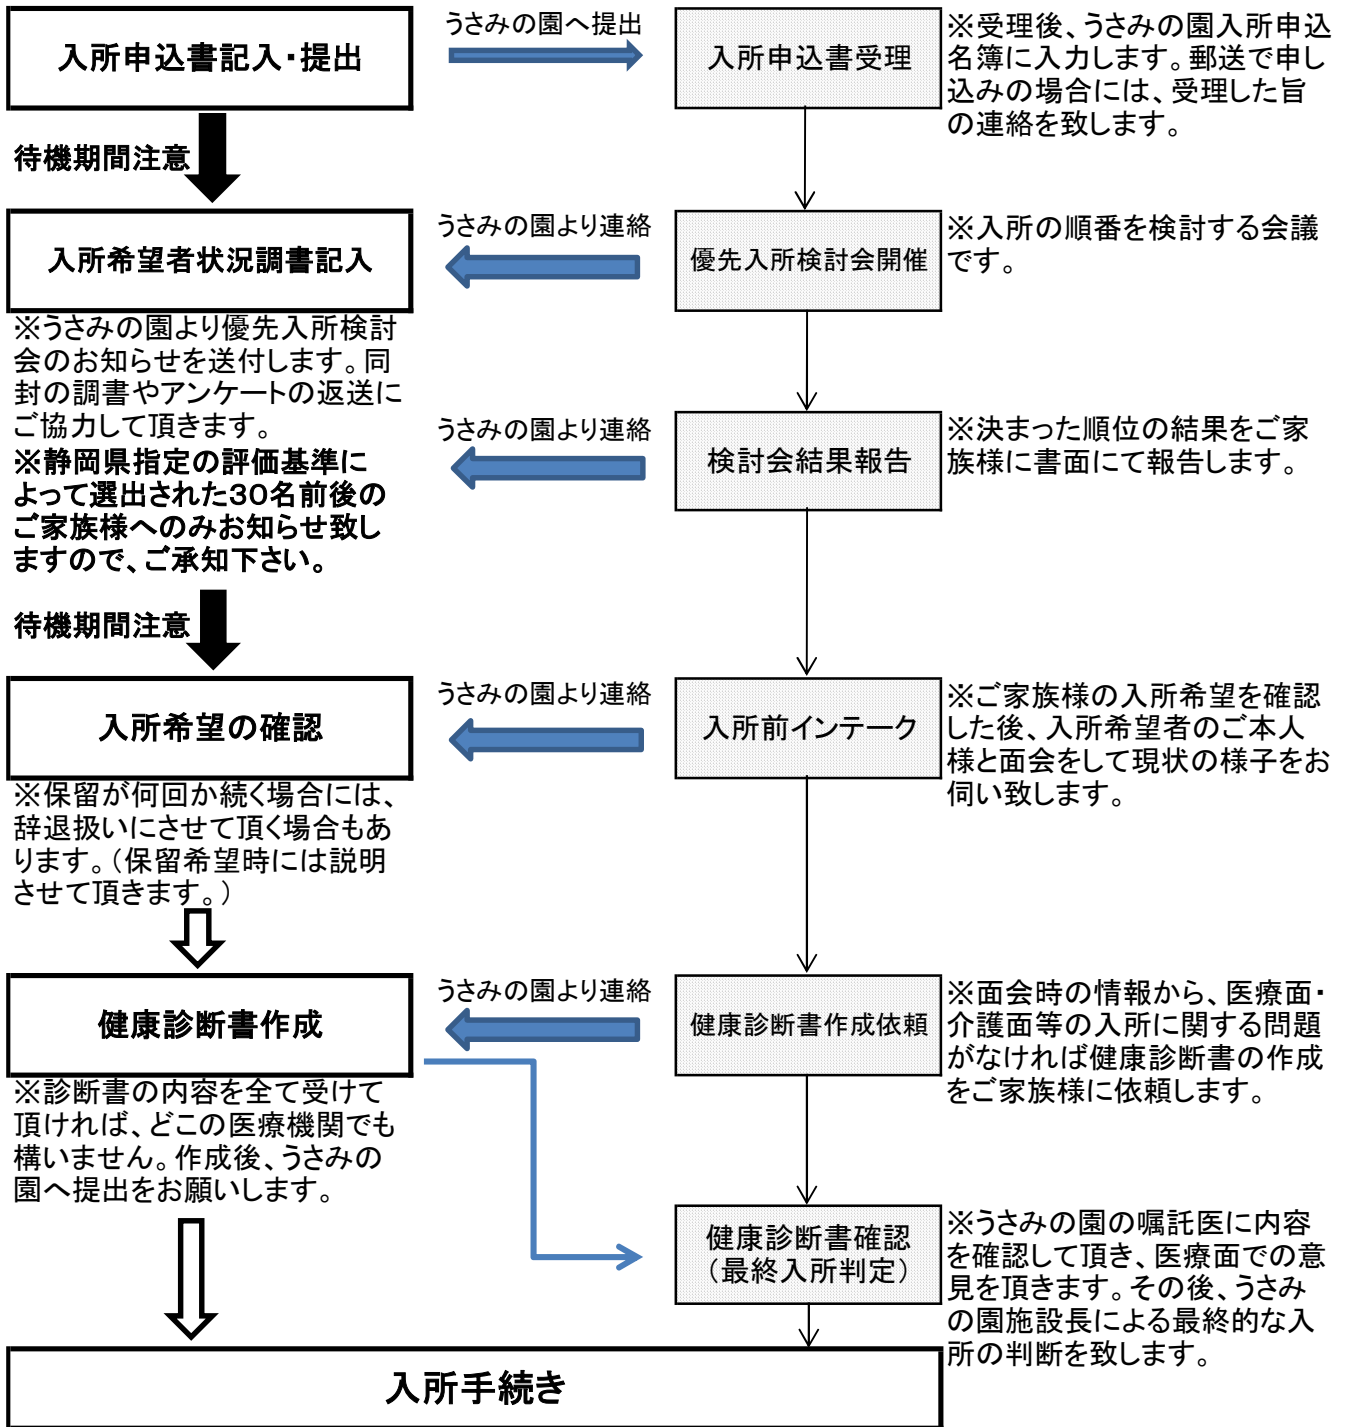 入所申込書記入・提出
うさみの園へ提出
入所申込書受理
※受理後、うさみの園入所申込
名簿に入力します。郵送で申し
込みの場合には、受理した旨
の連絡を致します。
待機期間注意
入所希望者状況調書記入
うさみの園より連絡
優先入所検討会開催
※入所の順番を検討する会議
です。
※うさみの園より優先入所検討
会のお知らせを送付します。同
封の調書やアンケートの返送に
ご協力して頂きます。
※静岡県指定の評価基準に
よって選出された30名前後の
ご家族様へのみお知らせ致し
ますので、ご承知下さい。
うさみの園より連絡
検討会結果報告
※決まった順位の結果をご家
族様に書面にて報告します。
待機期間注意
入所希望の確認
うさみの園より連絡
入所前インテーク
※ご家族様の入所希望を確認
した後、入所希望者のご本人
様と面会をして現状の様子をお
伺い致します。
※保留が何回か続く場合には、
辞退扱いにさせて頂く場合もあ
ります。（保留希望時には説明
させて頂きます。）
健康診断書作成
うさみの園より連絡
健康診断書作成依頼
※面会時の情報から、医療面・
介護面等の入所に関する問題
がなければ健康診断書の作成
をご家族様に依頼します。
※診断書の内容を全て受けて
頂ければ、どこの医療機関でも
構いません。作成後、うさみの
園へ提出をお願いします。
健康診断書確認
（最終入所判定）
※うさみの園の嘱託医に内容
を確認して頂き、医療面での意
見を頂きます。その後、うさみ
の園施設長による最終的な入
所の判断を致します。
入所手続き